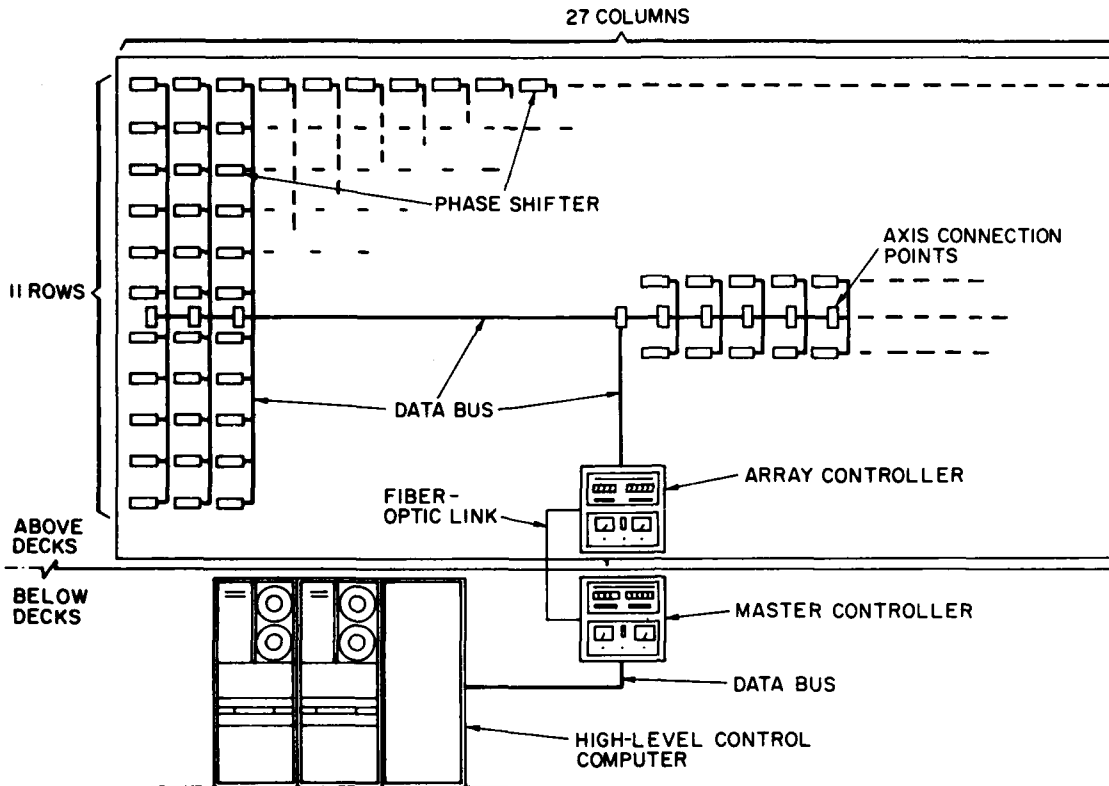 27 COLUMNS
PHASE SHIFTER
AXIS CONNECTION
POINTS
11 ROWS
DATA BUS
ARRAY CONTROLLER
FIBER-
OPTIC LINK
ABOVE
DECKS
BELOW
DECKS
MASTER CONTROLLER
DATA BUS
HIGH-LEVEL CONTROL
COMPUTER